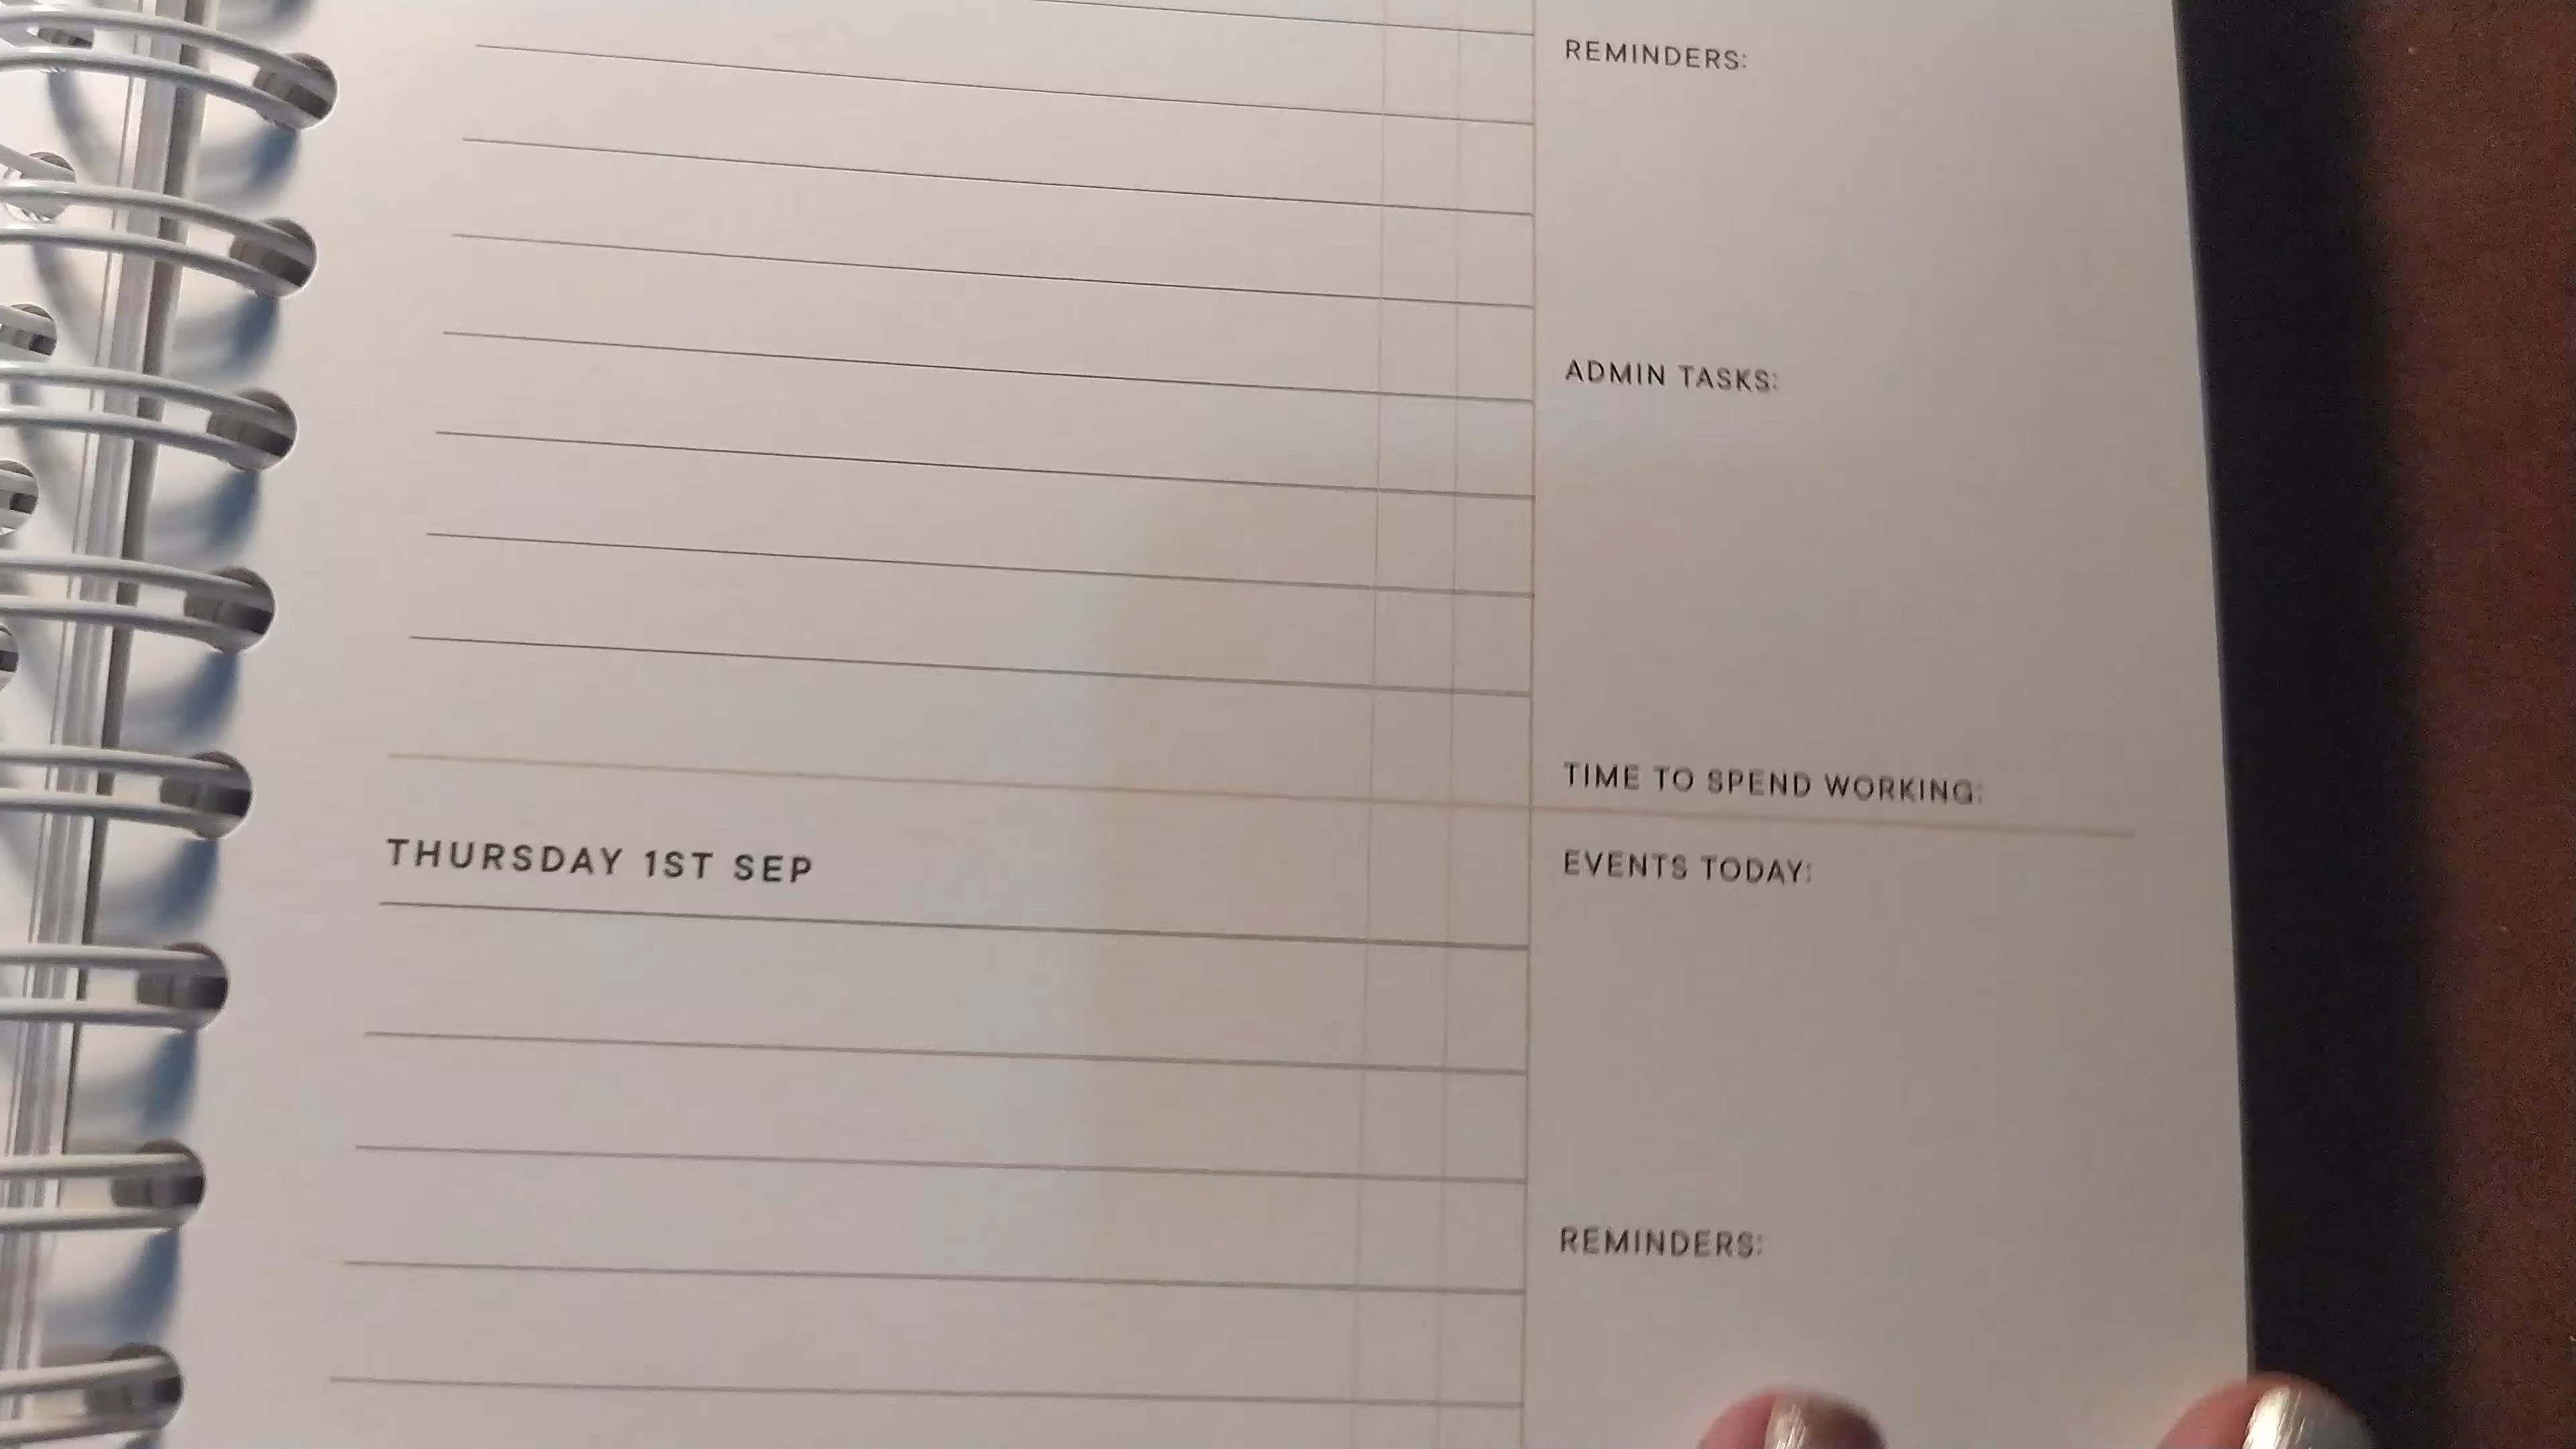 REMINDERS:
ADMIN TASKS:
TIME TO SPEND WORKING:
THURSDAY 1ST SEP
EVENTS TODAY:
REMINDERS: